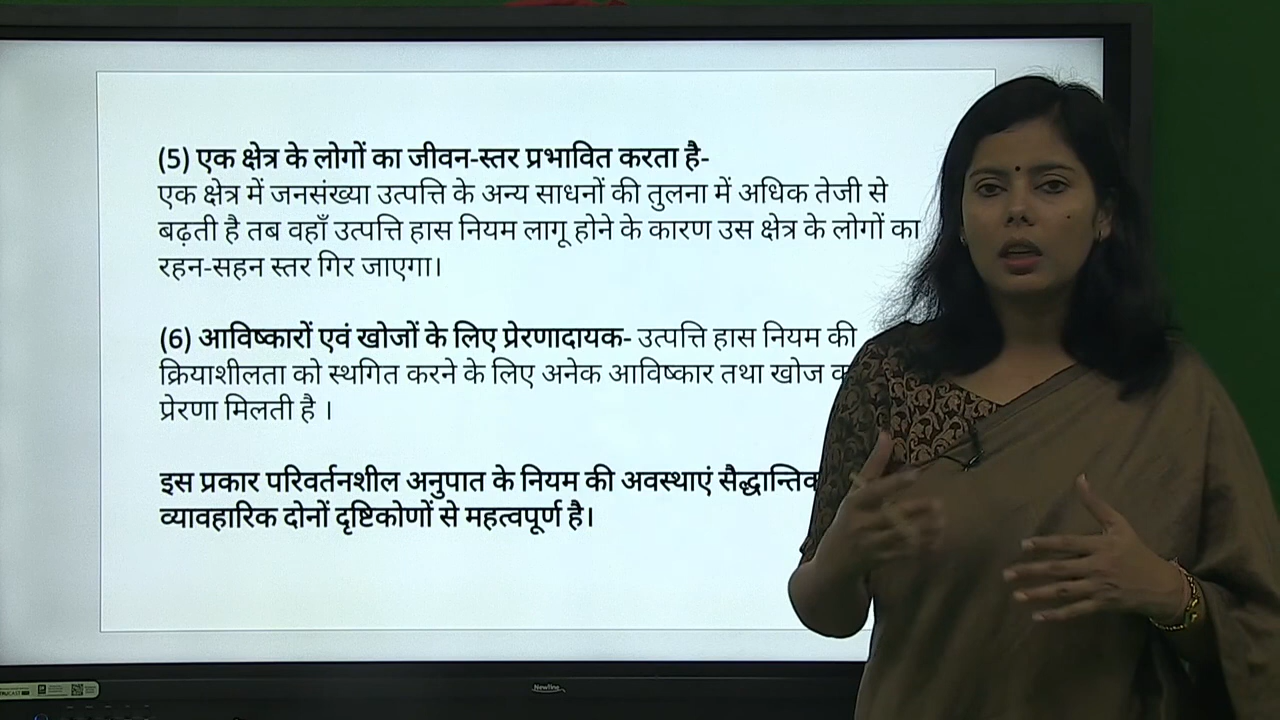 (5) एक क्षेत्र के लोगों का जीवन-स्तर प्रभावित करता है-
एक क्षेत्र में जनसंख्या उत्पत्ति के अन्य साधनों की तुलना में अधिक तेजी से
बढ़ती है तब वहाँ उत्पत्ति हास नियम लागू होने के कारण उस क्षेत्र के लोगों का
रहन-सहन स्तर गिर जाएगा।
(6) आविष्कारों एवं खोजों के लिए प्रेरणादायक- उत्पत्ति हास नियम की
क्रियाशीलता को स्थगित करने के लिए अनेक आविष्कार तथा खोज
प्रेरणा मिलती है ।
इस प्रकार परिवर्तनशील अनुपात के नियम की अवस्थाएं सैद्धान्तिक
व्यावहारिक दोनों दृष्टिकोणों से महत्वपूर्ण है।
Newline